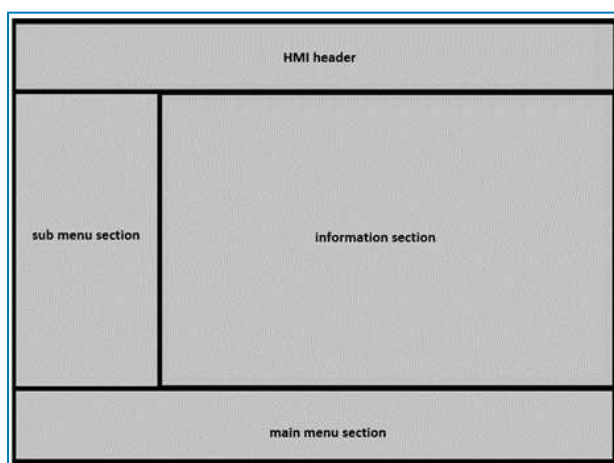 HMI header
sub menu section
information section
main menu section